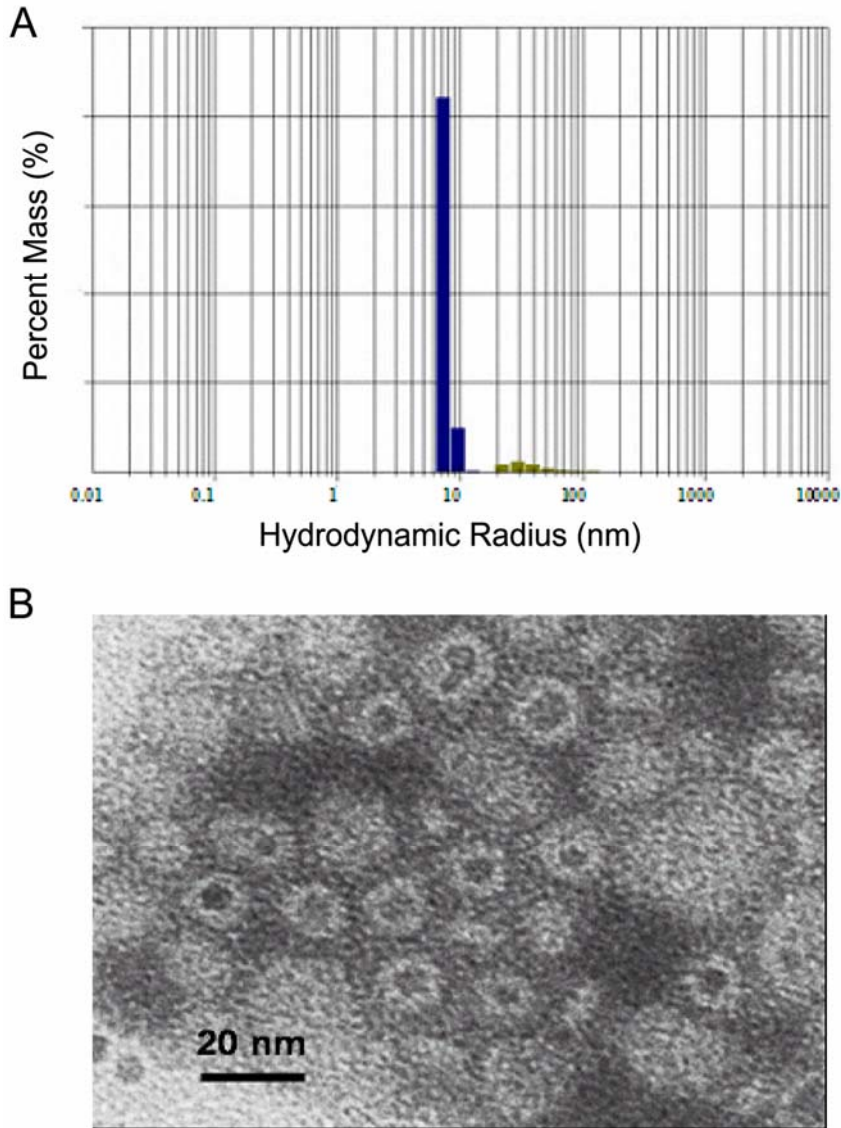 A
Percent Mass (%)
0.01 0.1 1 10 100 1000 10000
Hydrodynamic Radius (nm)
B
20 nm